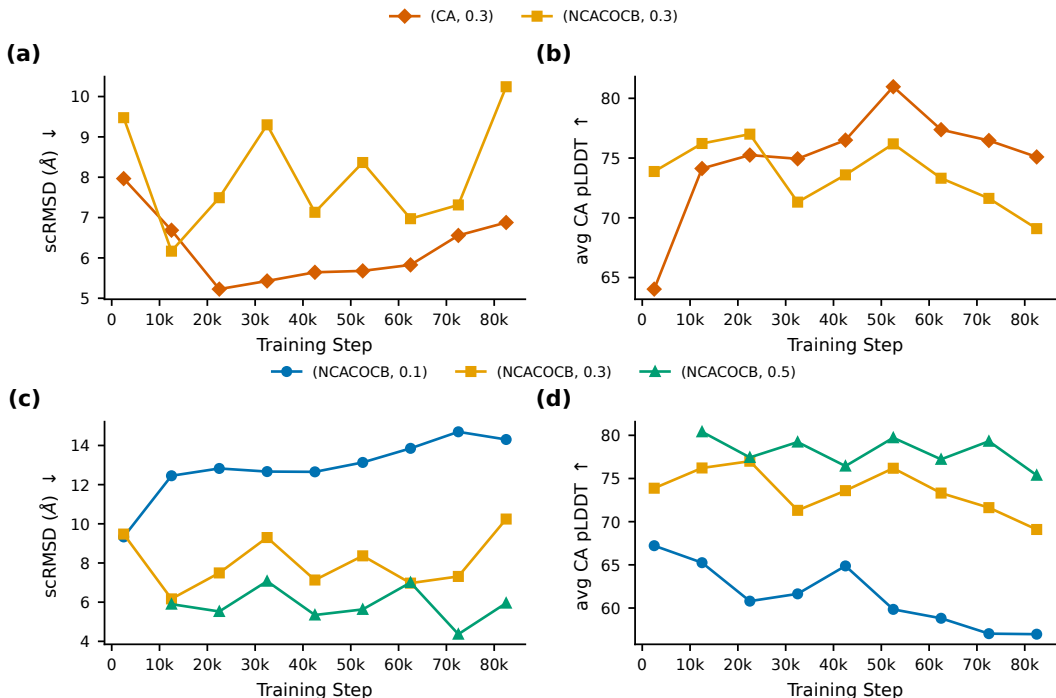 (CA, 0.3) (NCACOCB, 0.3)
(a)
scRMSD (Å) ↓
10
9
8
7
6
5
0 10k 20k 30k 40k 50k 60k 70k 80k
Training Step
(b)
avg CA pLDDT ↑
80
75
70
65
0 10k 20k 30k 40k 50k 60k 70k 80k
Training Step
(NCACOCB, 0.1) (NCACOCB, 0.3) (NCACOCB, 0.5)
(c)
scRMSD (Å) ↓
14
12
10
8
6
4
0 10k 20k 30k 40k 50k 60k 70k 80k
Training Step
(d)
avg CA pLDDT ↑
80
75
70
65
60
0 10k 20k 30k 40k 50k 60k 70k 80k
Training Step